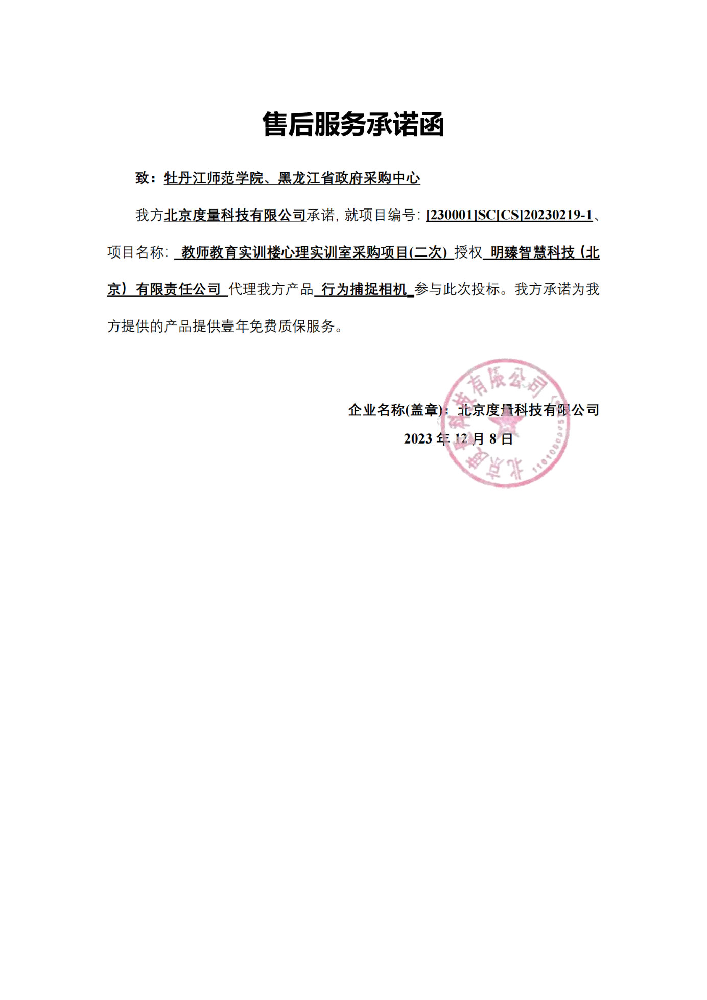 售后服务承诺函
致：牡丹江师范学院、黑龙江省政府采购中心
我方北京度量科技有限公司承诺, 就项目编号: [230001]SC[CS]20230219-1、
项目名称: 教师教育实训楼心理实训室采购项目(二次) 授权 明臻智慧科技（北
京）有限责任公司 代理我方产品 行为捕捉相机 参与此次投标。我方承诺为我
方提供的产品提供壹年免费质保服务。
企业名称(盖章)：北京度量科技有限公司
2023 年 12 月 8 日
北京度量科技有限公司